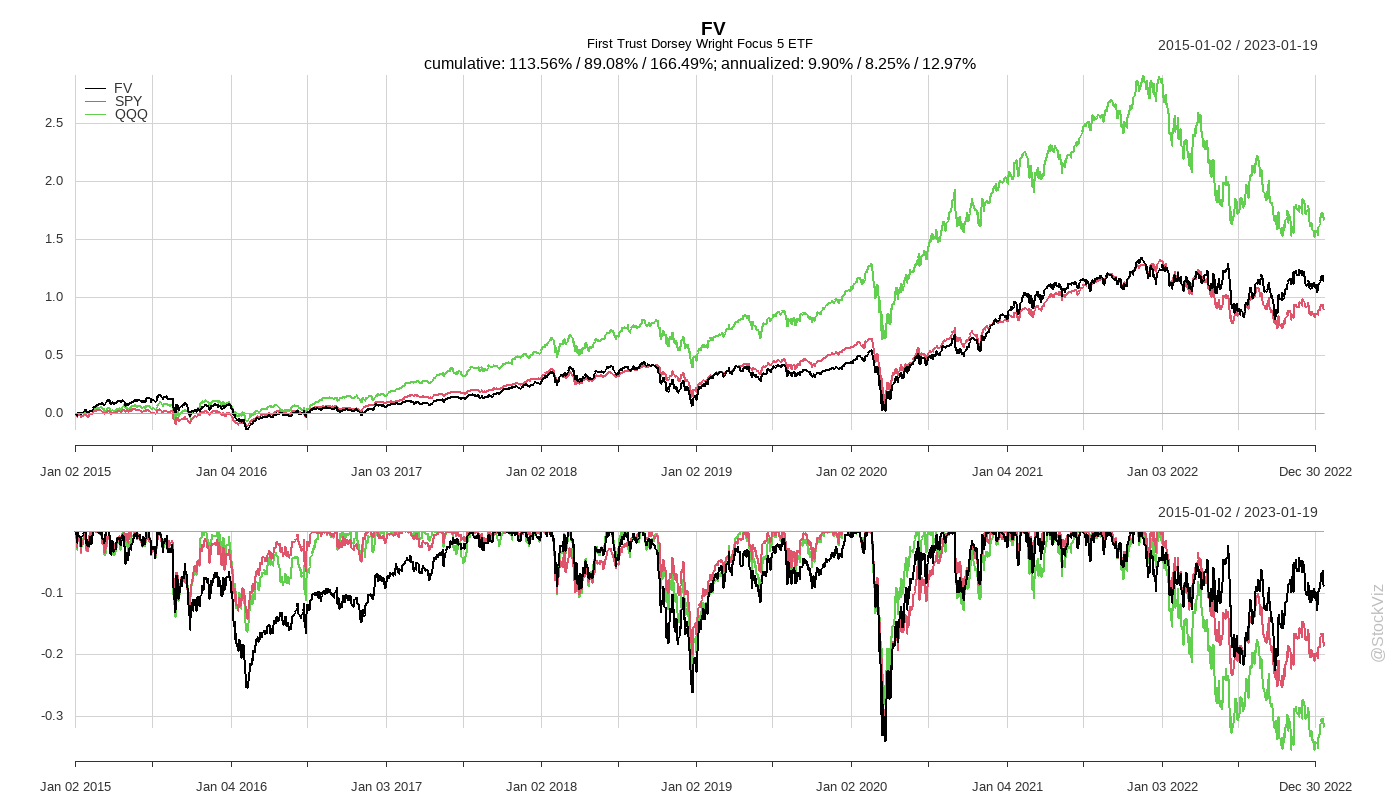 FV
First Trust Dorsey Wright Focus 5 ETF
2015-01-02 / 2023-01-19
cumulative: 113.56% / 89.08% / 166.49%; annualized: 9.90% / 8.25% / 12.97%
FV
SPY
QQQ
2.5
2.0
1.5
1.0
0.5
0.0
Jan 02 2015 Jan 04 2016 Jan 03 2017 Jan 02 2018 Jan 02 2019 Jan 02 2020 Jan 04 2021 Jan 03 2022 Dec 30 2022
2015-01-02 / 2023-01-19
-0.1
-0.2
-0.3
Jan 02 2015 Jan 04 2016 Jan 03 2017 Jan 02 2018 Jan 02 2019 Jan 02 2020 Jan 04 2021 Jan 03 2022 Dec 30 2022
@StockViz